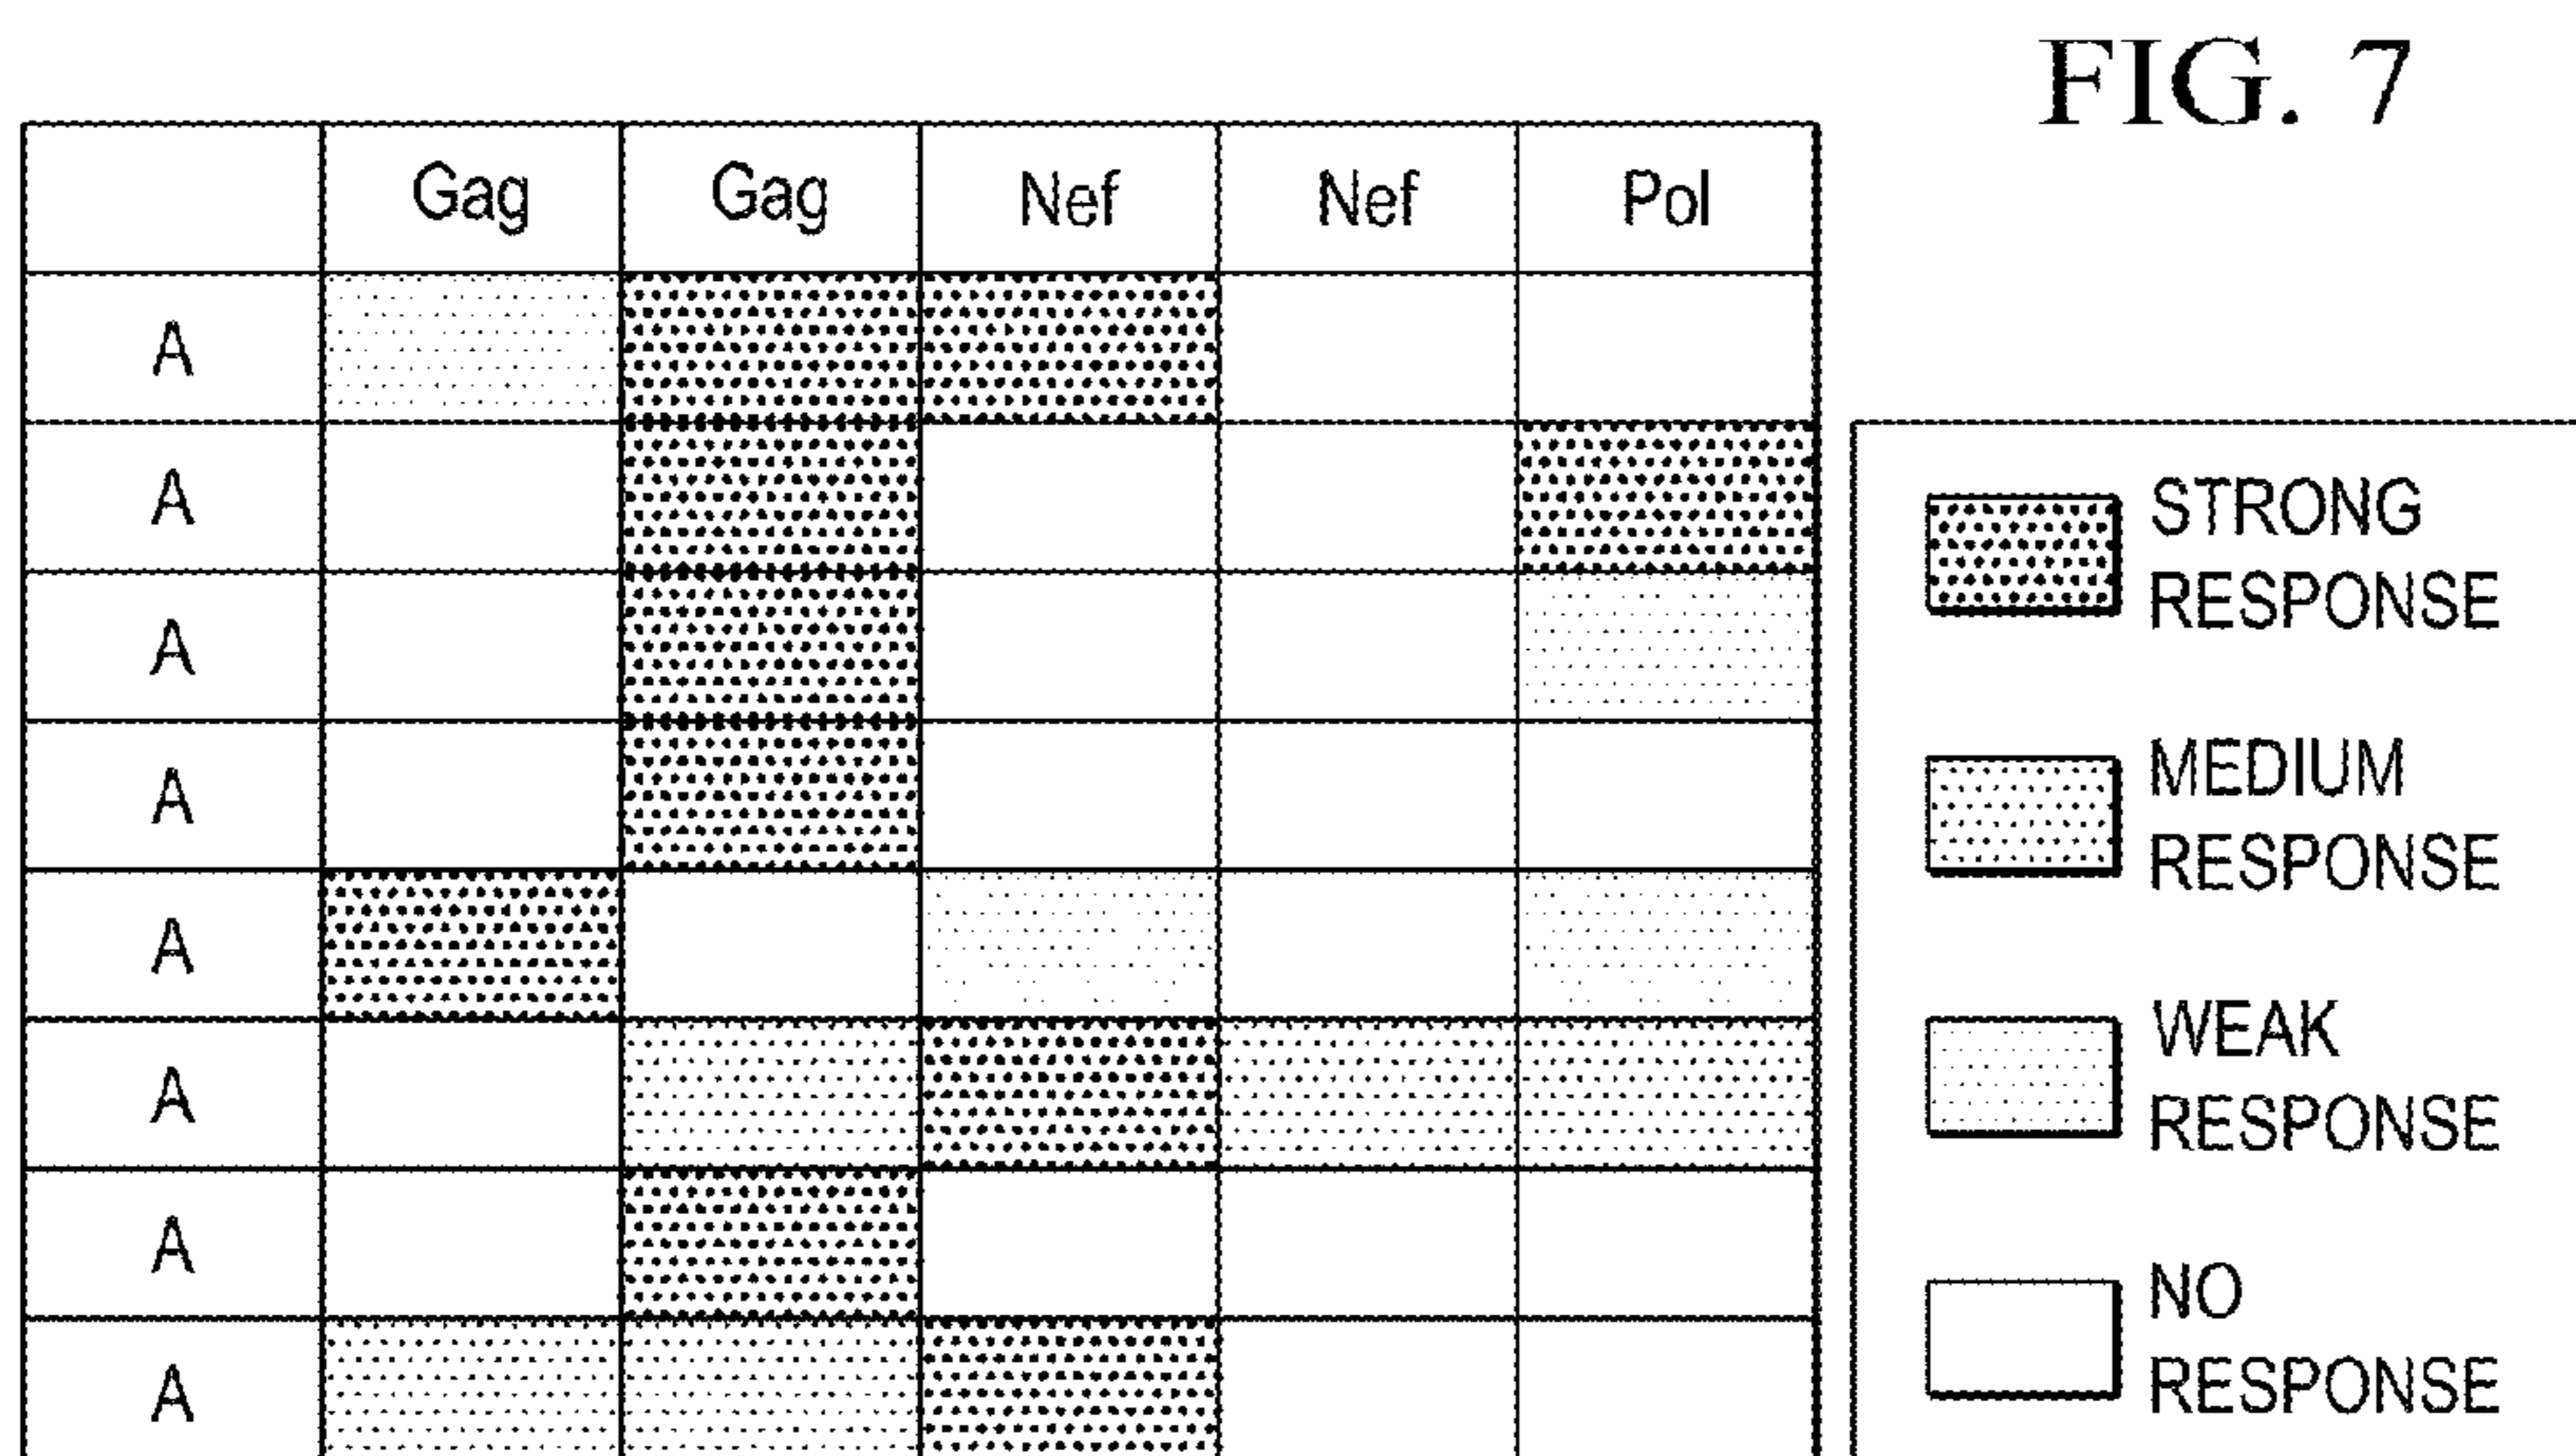 FIG. 7
Gag Gag Nef Nef Pol
A
A
A
A
A
A
A
A
STRONG
RESPONSE
MEDIUM
RESPONSE
WEAK
RESPONSE
NO
RESPONSE